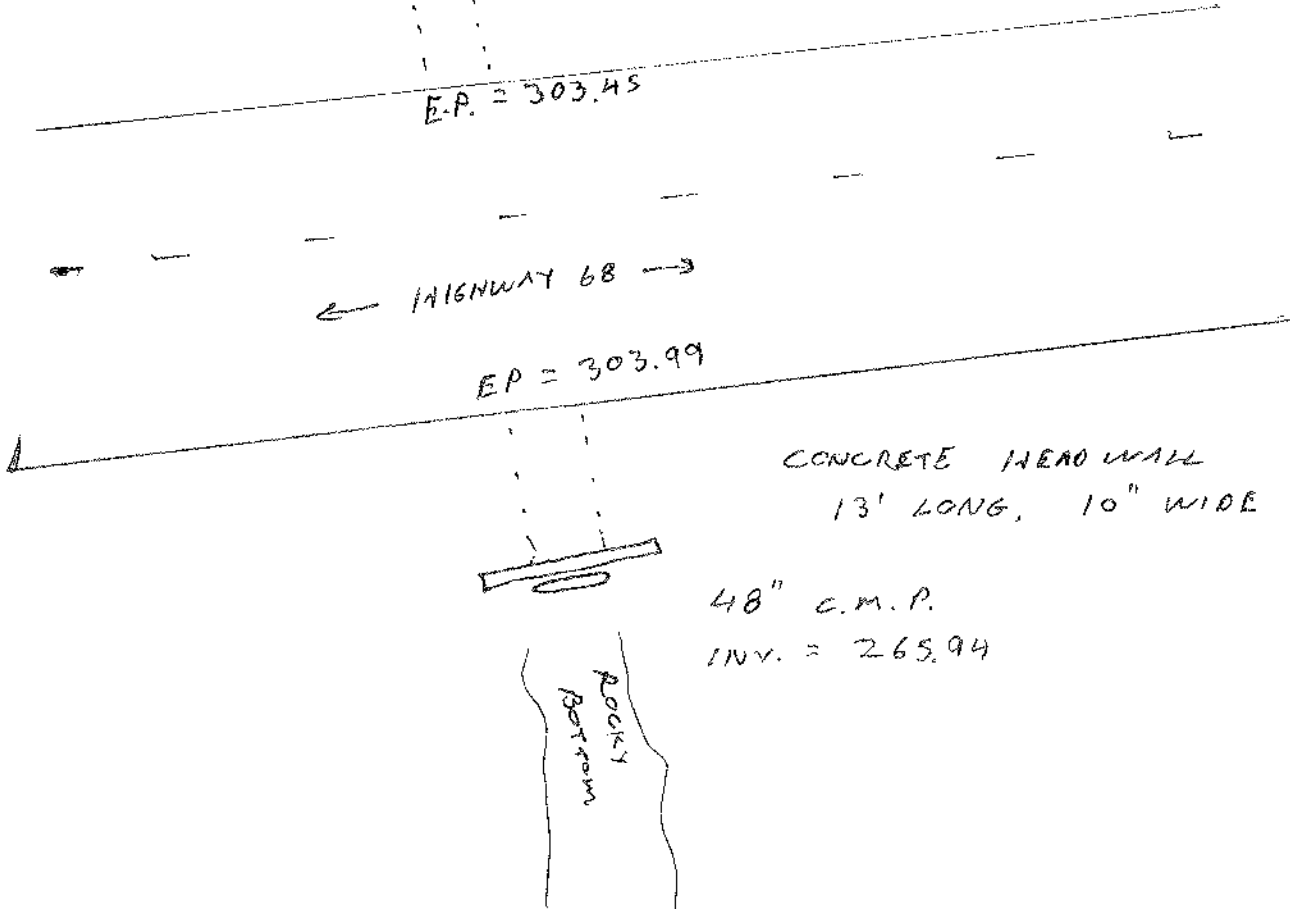 E.P. = 303.45
← HIGHWAY 68 →
EP = 303.99
CONCRETE HEADWALL
13' LONG, 10" WIDE
48" C.M.P.
INV. = 265.94
ROCKY
BOTTOM